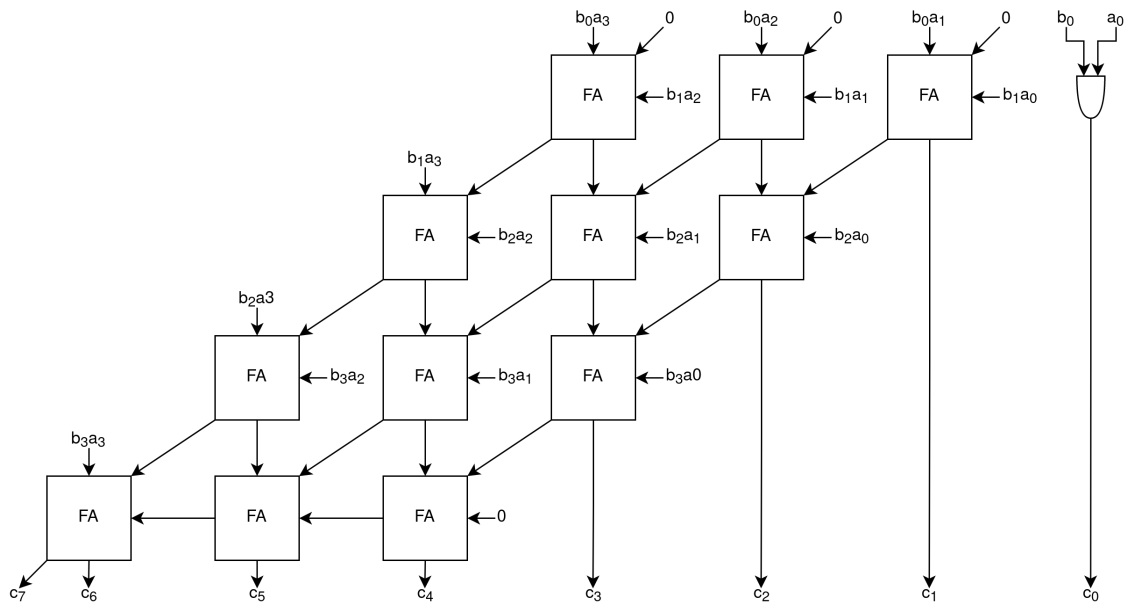 b₀a₃ 0 b₀a₂ 0 b₀a₁ 0 b₀ a₀
FA b₁a₂ FA b₁a₁ FA b₁a₀
b₁a₃
FA b₂a₂ FA b₂a₁ FA b₂a₀
b₂a3
FA b₃a₂ FA b₃a₁ FA b₃a0
b₃a₃
FA FA FA 0
c₇ c₆ c₅ c₄ c₃ c₂ c₁ c₀